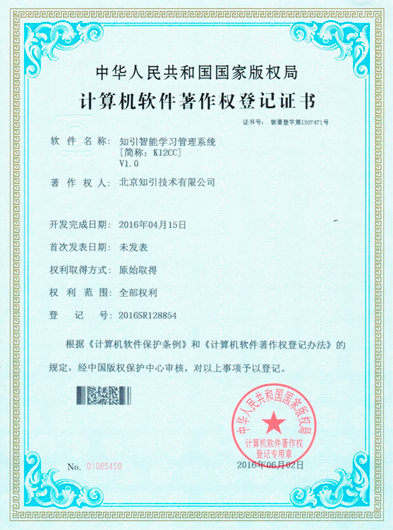 中华人民共和国国家版权局
计算机软件著作权登记证书
证书号： 软著登字第1307471号
软件名称： 知引智能学习管理系统
[简称：K12CC]
V1.0
著作权人： 北京知引技术有限公司
开发完成日期： 2016年04月15日
首次发表日期： 未发表
权利取得方式： 原始取得
权利范围： 全部权利
登记号： 2016SR128854
根据《计算机软件保护条例》和《计算机软件著作权登记办法》的
规定，经中国版权保护中心审核，对以上事项予以登记。
中华人民共和国国家版权局
计算机软件著作权
登记专用章
No. 01065450
2016年06月02日